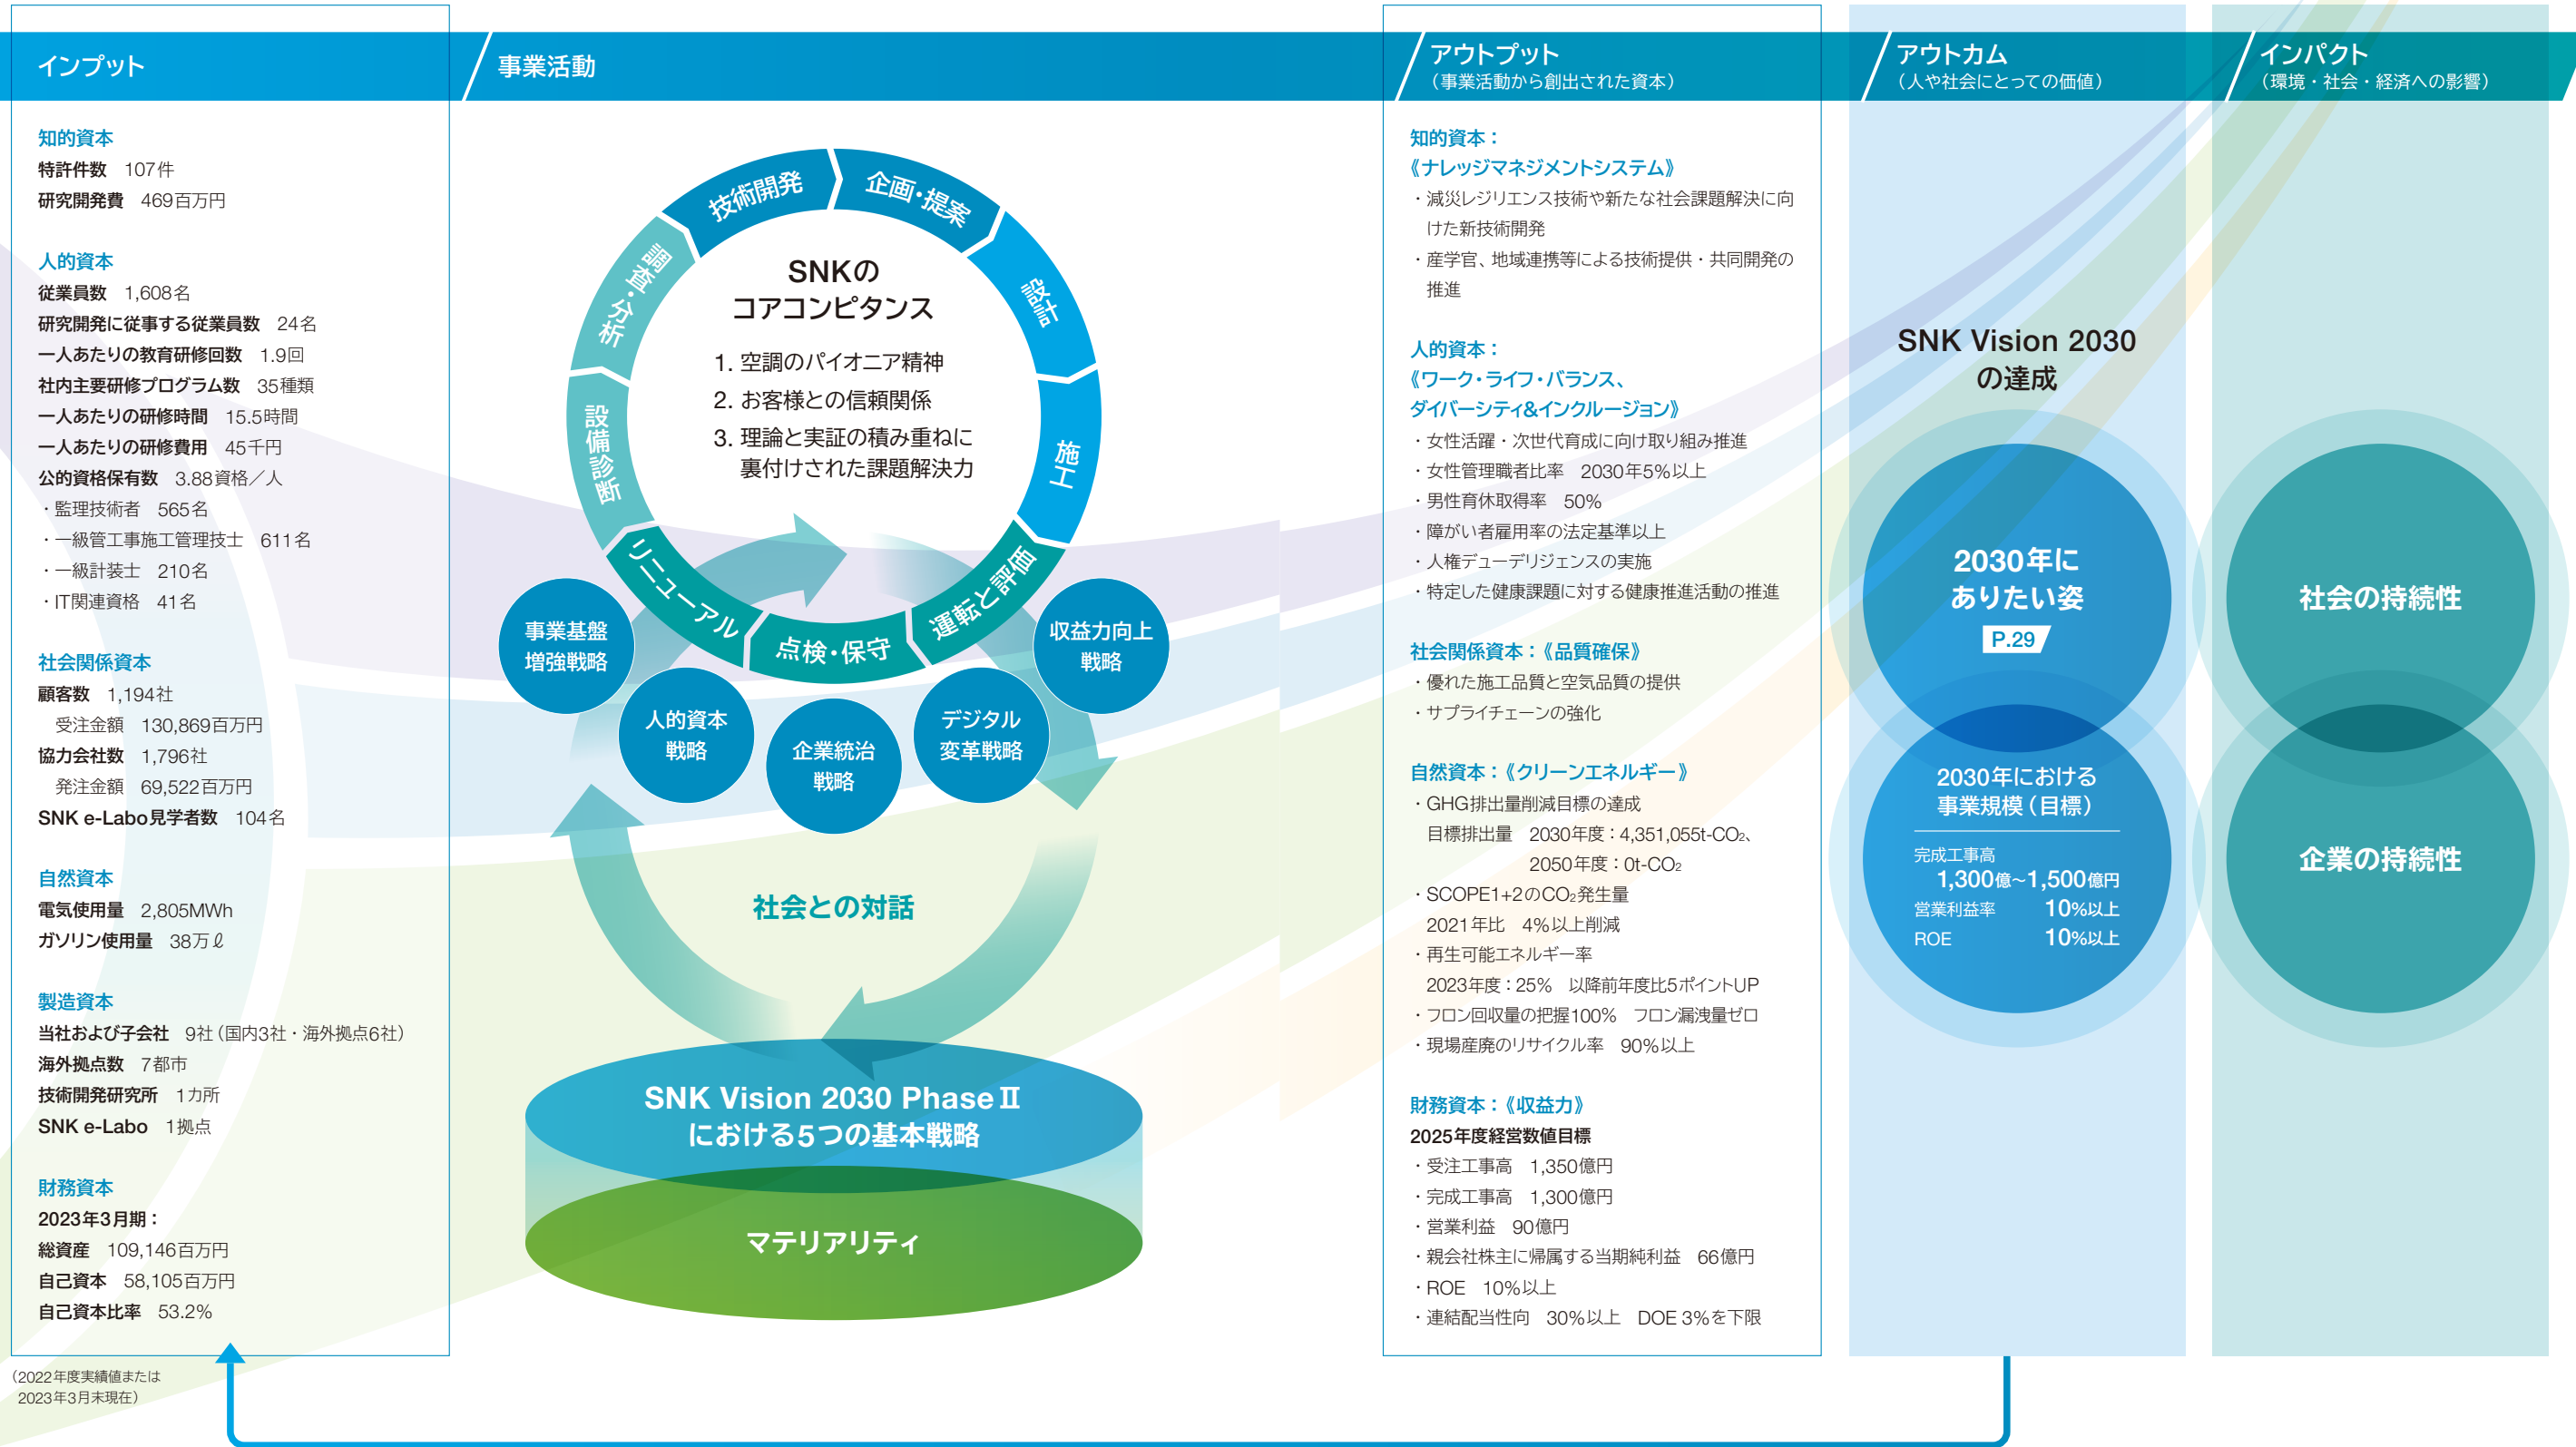 インプット
知的資本
特許件数　107件
研究開発費　469百万円
人的資本
従業員数　1,608名
研究開発に従事する従業員数　24名
一人あたりの教育研修回数　1.9回
社内主要研修プログラム数　35種類
一人あたりの研修時間　15.5時間
一人あたりの研修費用　45千円
公的資格保有数　3.88資格／人
・監理技術者　565名
・一級管工事施工管理技士　611名
・一級計装士　210名
・IT関連資格　41名
社会関係資本
顧客数　1,194社
受注金額　130,869百万円
協力会社数　1,796社
発注金額　69,522百万円
SNK e-Labo見学者数　104名
自然資本
電気使用量　2,805MWh
ガソリン使用量　38万ℓ
製造資本
当社および子会社　9社（国内3社・海外拠点6社）
海外拠点数　7都市
技術開発研究所　1カ所
SNK e-Labo　1拠点
財務資本
2023年3月期：
総資産　109,146百万円
自己資本　58,105百万円
自己資本比率　53.2%
（2022年度実績値または
2023年3月末現在）
事業活動
技術開発
企画・提案
設計
施工
運転と評価
点検・保守
リニューアル
設備診断
調査・分析
SNKの
コアコンピタンス
1. 空調のパイオニア精神
2. お客様との信頼関係
3. 理論と実証の積み重ねに
裏付けされた課題解決力
事業基盤
増強戦略
人的資本
戦略
企業統治
戦略
デジタル
変革戦略
収益力向上
戦略
社会との対話
SNK Vision 2030 PhaseⅡ
における5つの基本戦略
マテリアリティ
アウトプット
（事業活動から創出された資本）
知的資本：
《ナレッジマネジメントシステム》
・減災レジリエンス技術や新たな社会課題解決に向
けた新技術開発
・産学官、地域連携等による技術提供・共同開発の
推進
人的資本：
《ワーク・ライフ・バランス、
ダイバーシティ&インクルージョン》
・女性活躍・次世代育成に向け取り組み推進
・女性管理職者比率　2030年5%以上
・男性育休取得率　50%
・障がい者雇用率の法定基準以上
・人権デューデリジェンスの実施
・特定した健康課題に対する健康推進活動の推進
社会関係資本：《品質確保》
・優れた施工品質と空気品質の提供
・サプライチェーンの強化
自然資本：《クリーンエネルギー》
・GHG排出量削減目標の達成
目標排出量　2030年度：4,351,055t-CO₂、
2050年度：0t-CO₂
・SCOPE1+2のCO₂発生量
2021年比　4%以上削減
・再生可能エネルギー率
2023年度：25%　以降前年度比5ポイントUP
・フロン回収量の把握100%　フロン漏洩量ゼロ
・現場産廃のリサイクル率　90%以上
財務資本：《収益力》
2025年度経営数値目標
・受注工事高　1,350億円
・完成工事高　1,300億円
・営業利益　90億円
・親会社株主に帰属する当期純利益　66億円
・ROE　10%以上
・連結配当性向　30%以上　DOE 3%を下限
アウトカム
（人や社会にとっての価値）
SNK Vision 2030
の達成
2030年に
ありたい姿
P.29
2030年における
事業規模（目標）
完成工事高
1,300億~1,500億円
営業利益率　10%以上
ROE　10%以上
インパクト
（環境・社会・経済への影響）
社会の持続性
企業の持続性